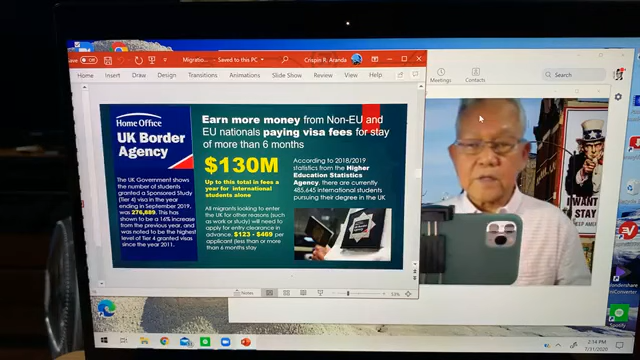 Off
Migratio... - Saved to this PC
Crispin R, Aranda
Home
Insert
Draw
Design
Transitions
Animations
Slide Show
Review
View
Help
Meetings
Contacts
Search
Home Office
UK Border
Agency
The UK Government shows
the number of students
granted a Sponsored Study
(Tier 4) visa in the year
ending in September 2019,
was 276,889. This has
shown to be a 16% increase
from the previous year, and
was noted to be the highest
level of Tier 4 granted visas
since the year 2011.
Earn more money from Non-EU and
EU nationals paying visa fees for stay
of more than 6 months
$130M
Up to this total in fees a
year for international
students alone
All migrants looking to enter
the UK for other reasons (such
as work or study) will need to
apply for entry clearance in
advance. $123 - $469 per
applicant (less than or more
than 6 months stay
According to 2018/2019
statistics from the Higher
Education Statistics
Agency, there are currently
485,645 international students
pursuing their degree in the UK
I WANT
STAY
Notes
53%
Spotify
2:14 PM
7/31/2020